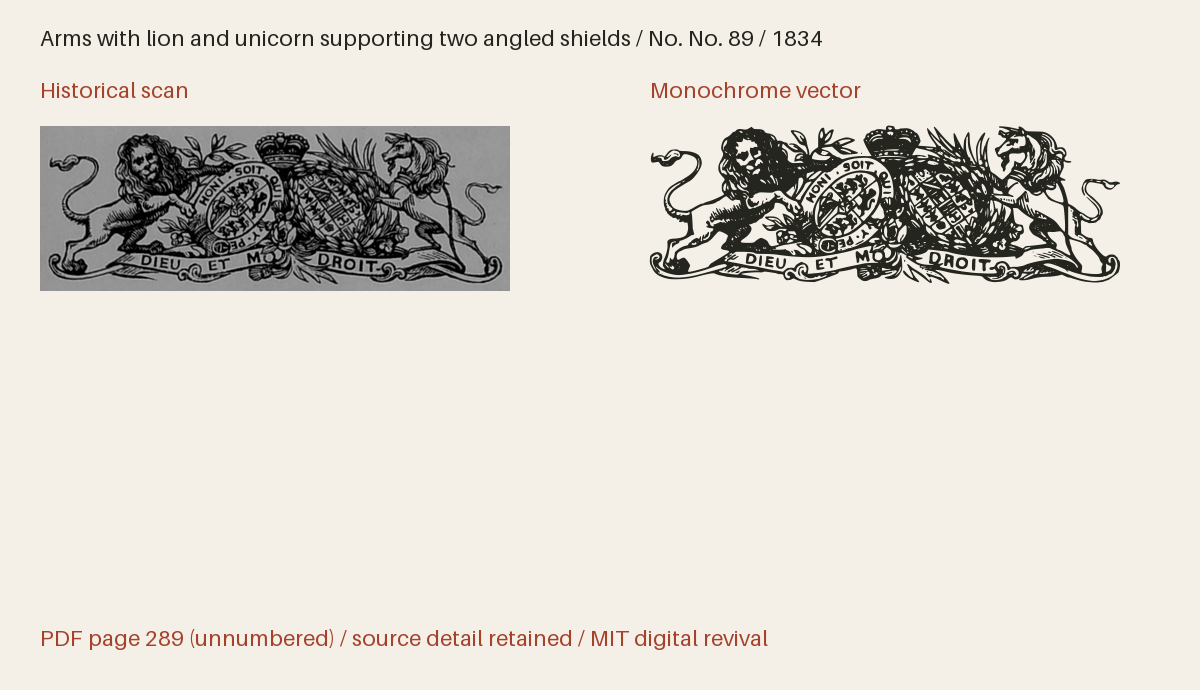 Arms with lion and unicorn supporting two angled shields / No. No. 89 / 1834
Historical scan
Monochrome vector
HONI · SOIT QUI Y · PEN
DIEU ET MO DROIT
HONI · SOIT QUI Y · PE
DIEU ET MO DROIT
PDF page 289 (unnumbered) / source detail retained / MIT digital revival